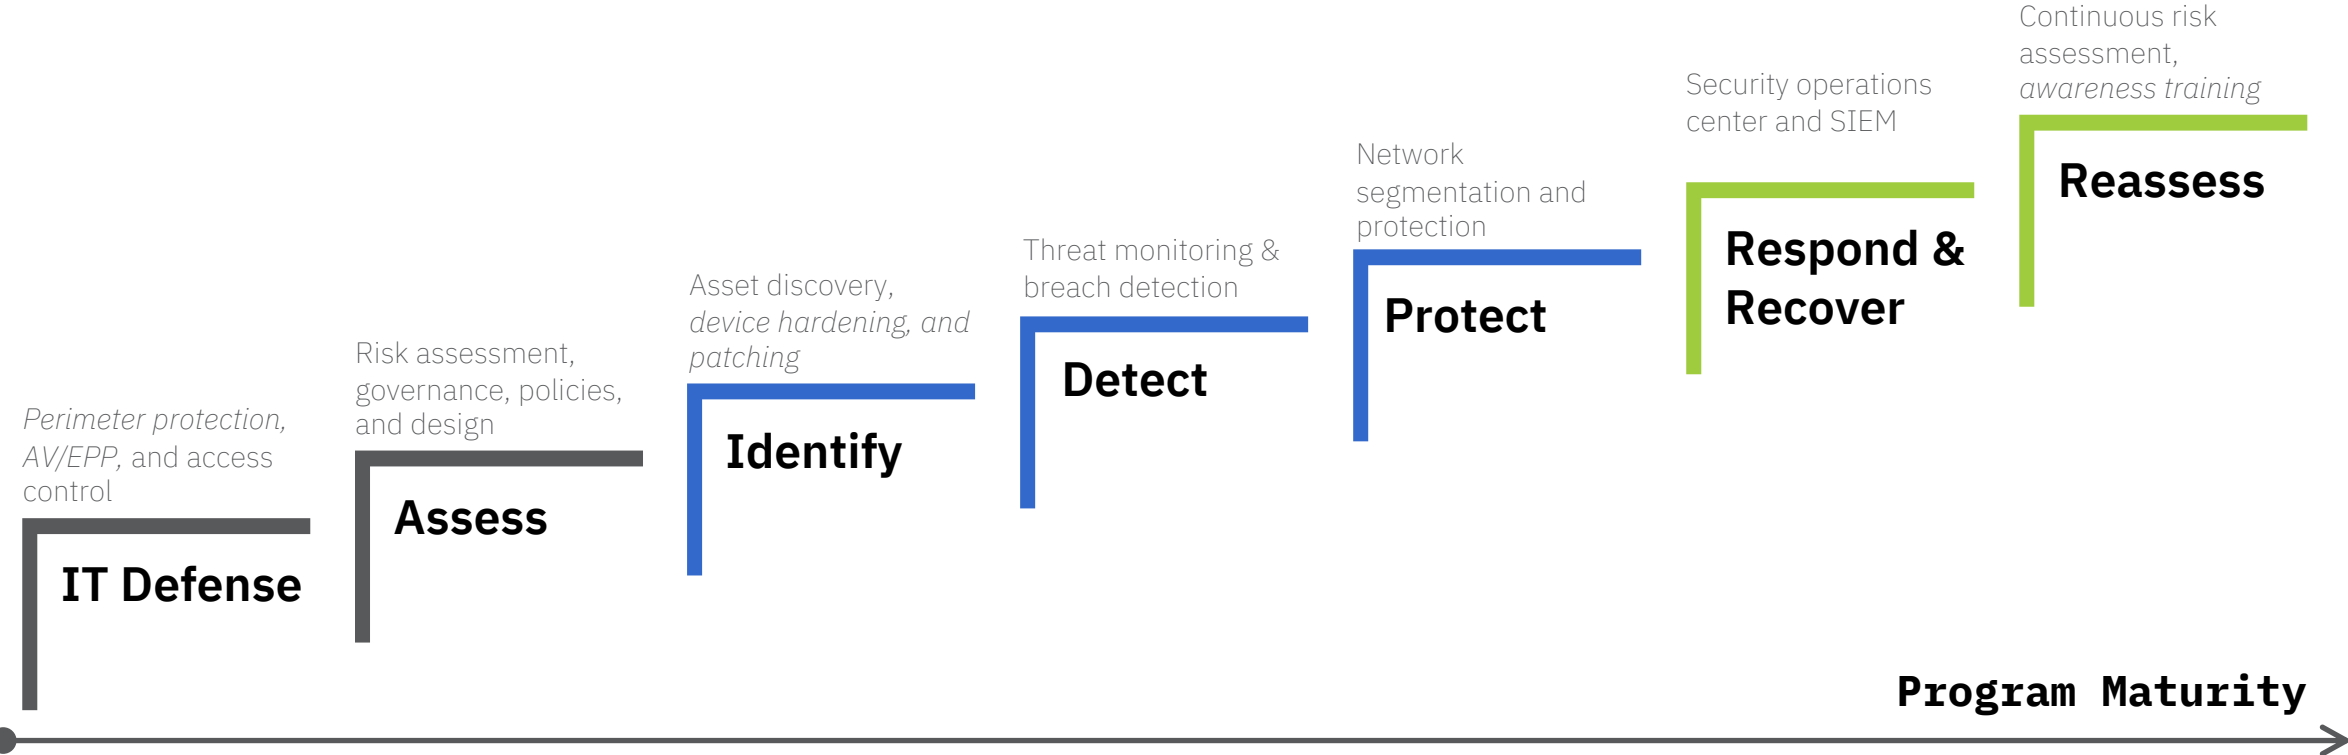 Perimeter protection,
AV/EPP, and access
control
IT Defense
Risk assessment,
governance, policies,
and design
Assess
Asset discovery,
device hardening, and
patching
Identify
Threat monitoring &
breach detection
Detect
Network
segmentation and
protection
Protect
Security operations
center and SIEM
Respond &
Recover
Continuous risk
assessment,
awareness training
Reassess
Program Maturity